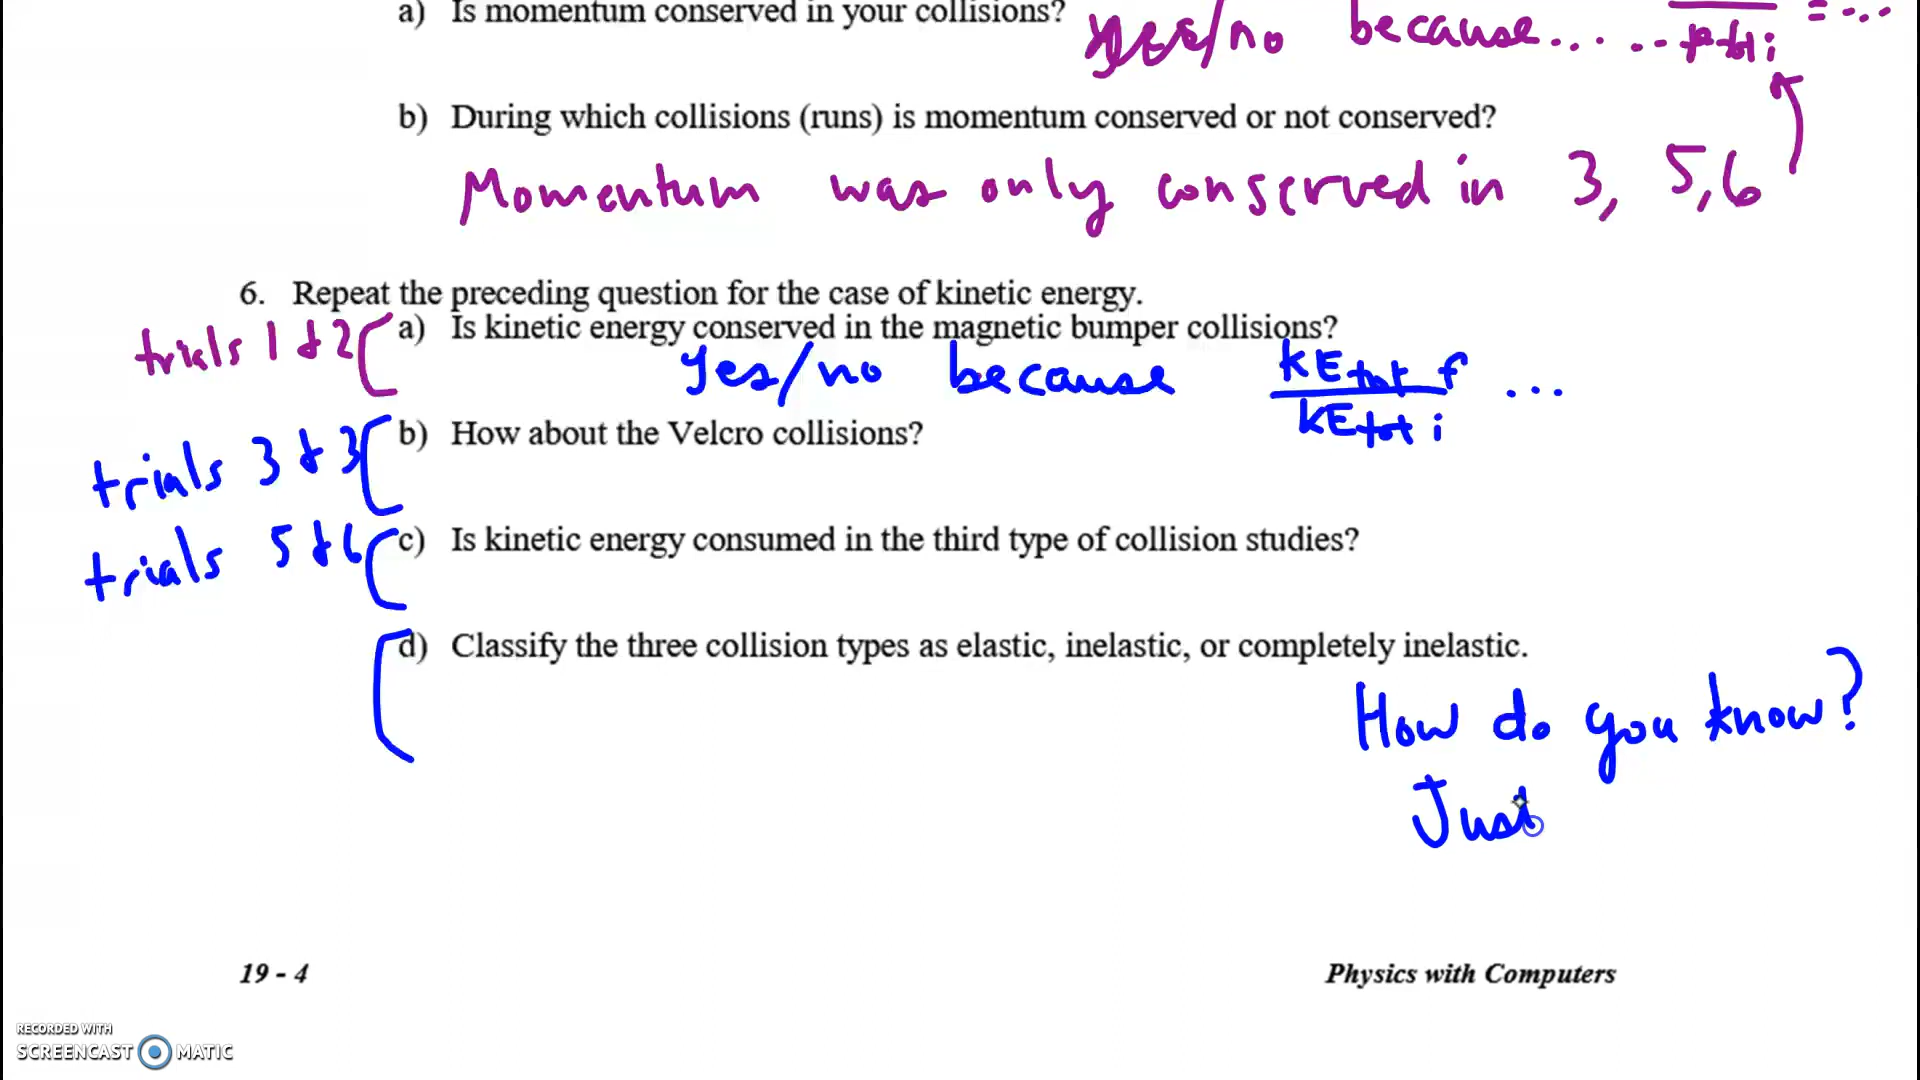 a) Is momentum conserved in your collisions? yes/no because..... P tot i = ...
b) During which collisions (runs) is momentum conserved or not conserved?
Momentum was only conserved in 3, 5,6
6. Repeat the preceding question for the case of kinetic energy.
trials 1 & 2 a) Is kinetic energy conserved in the magnetic bumper collisions?
Yes/no because KE tot f / KE tot i ...
trials 3 & 3 b) How about the Velcro collisions?
trials 5 & 6 c) Is kinetic energy consumed in the third type of collision studies?
d) Classify the three collision types as elastic, inelastic, or completely inelastic.
How do you know?
Just
19 - 4 Physics with Computers
RECORDED WITH
SCREENCAST MATIC